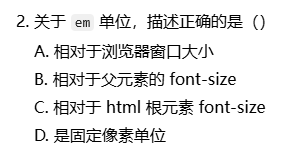 2. 关于 em 单位，描述正确的是（）
A. 相对于浏览器窗口大小
B. 相对于父元素的 font-size
C. 相对于 html 根元素 font-size
D. 是固定像素单位